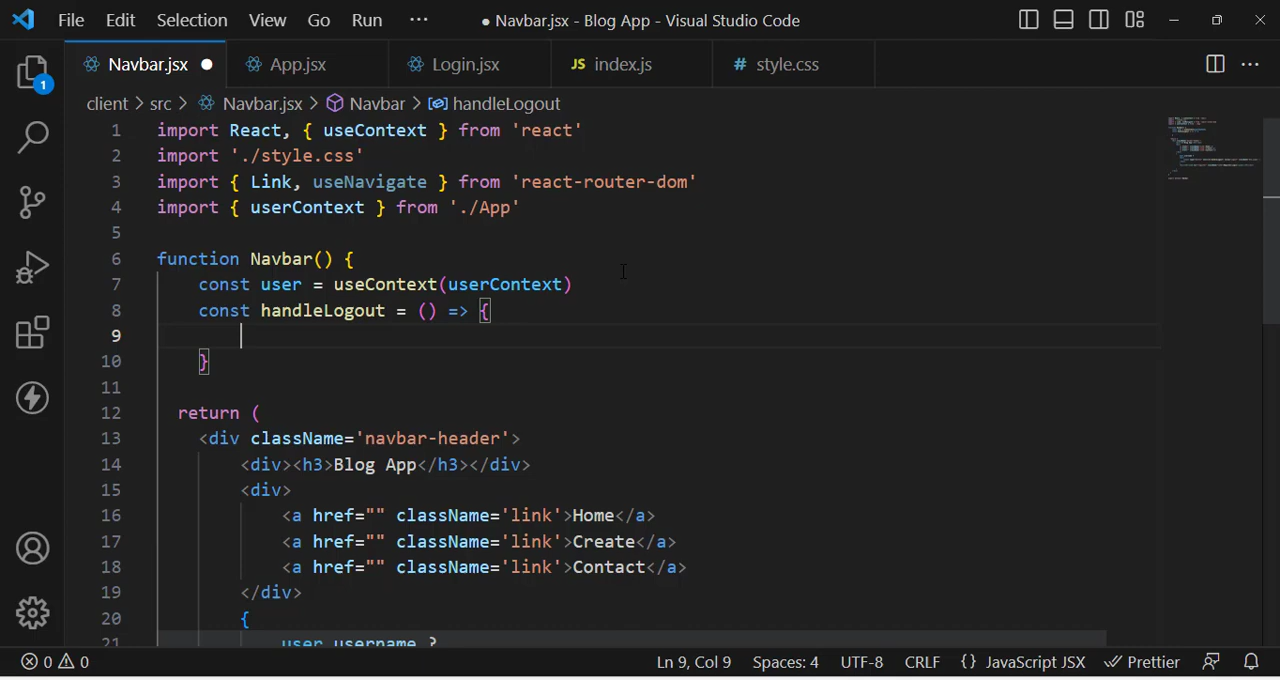 File Edit Selection View Go Run ··· ● Navbar.jsx - Blog App - Visual Studio Code
Navbar.jsx ● App.jsx Login.jsx JS index.js # style.css ···
client > src > Navbar.jsx > Navbar > handleLogout
1 import React, { useContext } from 'react'
2 import './style.css'
3 import { Link, useNavigate } from 'react-router-dom'
4 import { userContext } from './App'
5
6 function Navbar() {
7 const user = useContext(userContext)
8 const handleLogout = () => {
9
10 }
11
12 return (
13 <div className='navbar-header'>
14 <div><h3>Blog App</h3></div>
15 <div>
16 <a href="" className='link'>Home</a>
17 <a href="" className='link'>Create</a>
18 <a href="" className='link'>Contact</a>
19 </div>
20 {
21 user.username ?
1
0 0 Ln 9, Col 9 Spaces: 4 UTF-8 CRLF {} JavaScript JSX Prettier